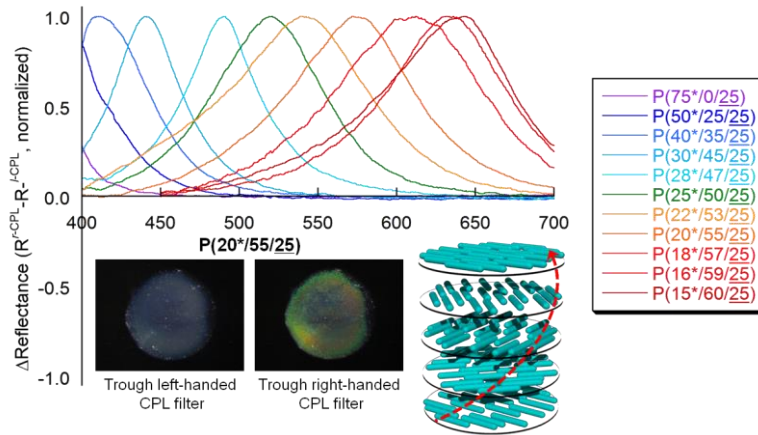 ΔReflectance (R^r-CPL-R-^l-CPL, normalized)
1.0
0.5
0.0
-0.5
-1.0
400
450
500
550
600
650
700
P(20*/55/25)
Trough left-handed
CPL filter
Trough right-handed
CPL filter
P(75*/0/25)
P(50*/25/25)
P(40*/35/25)
P(30*/45/25)
P(28*/47/25)
P(25*/50/25)
P(22*/53/25)
P(20*/55/25)
P(18*/57/25)
P(16*/59/25)
P(15*/60/25)